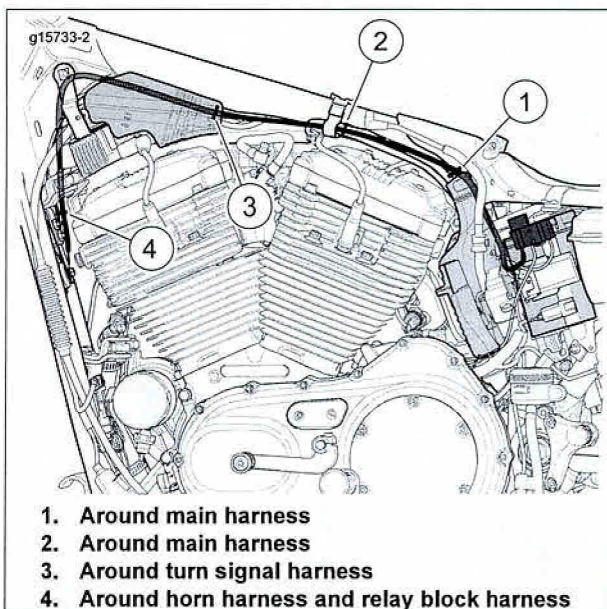 g15733-2
2
1
3
4
1. Around main harness
2. Around main harness
3. Around turn signal harness
4. Around horn harness and relay block harness